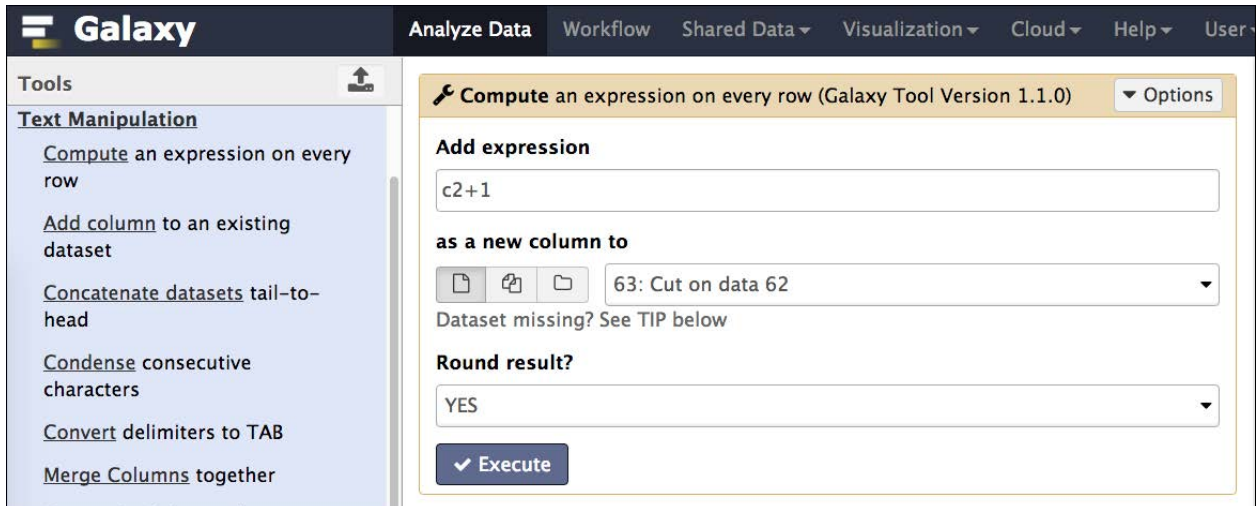 Galaxy
Analyze Data Workflow Shared Data Visualization Cloud Help User
Tools
Text Manipulation
Compute an expression on every
row
Add column to an existing
dataset
Concatenate datasets tail-to-
head
Condense consecutive
characters
Convert delimiters to TAB
Merge Columns together
Compute an expression on every row (Galaxy Tool Version 1.1.0)
Options
Add expression
c2+1
as a new column to
63: Cut on data 62
Dataset missing? See TIP below
Round result?
YES
Execute